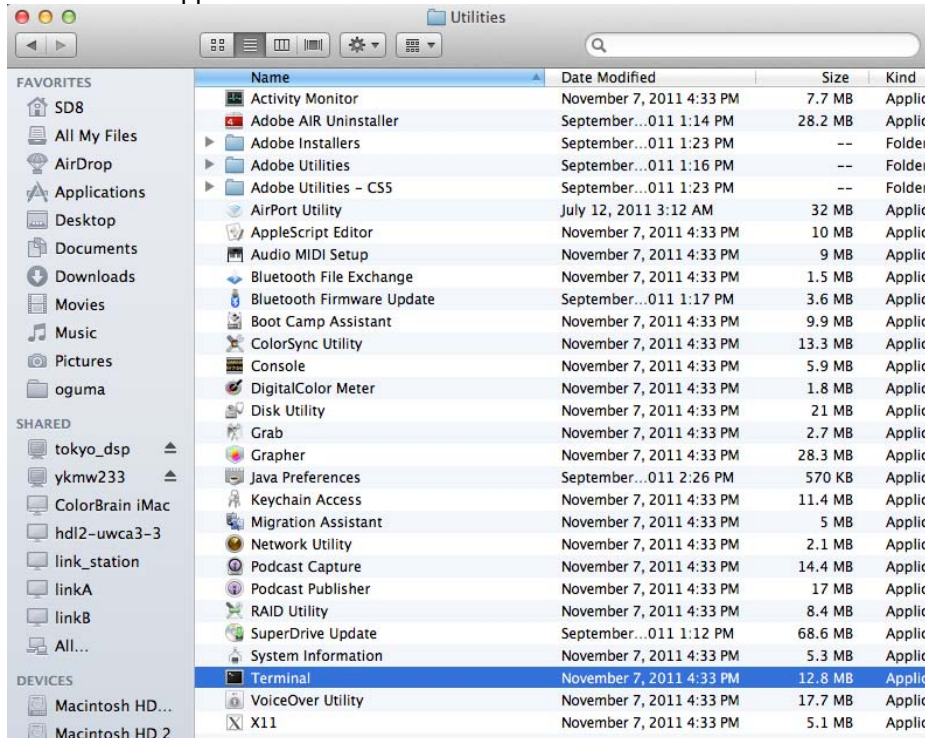 Utilities
FAVORITES
SD8
All My Files
AirDrop
Applications
Desktop
Documents
Downloads
Movies
Music
Pictures
oguma
SHARED
tokyo_dsp
ykmw233
ColorBrain iMac
hdl2-uwca3-3
link_station
linkA
linkB
All...
DEVICES
Macintosh HD...
Macintosh HD 2
Name Date Modified Size Kind
Activity Monitor November 7, 2011 4:33 PM 7.7 MB Applic
Adobe AIR Uninstaller September...011 1:14 PM 28.2 MB Applic
Adobe Installers September...011 1:23 PM -- Folder
Adobe Utilities September...011 1:16 PM -- Folder
Adobe Utilities - CS5 September...011 1:23 PM -- Folder
AirPort Utility July 12, 2011 3:12 AM 32 MB Applic
AppleScript Editor November 7, 2011 4:33 PM 10 MB Applic
Audio MIDI Setup November 7, 2011 4:33 PM 9 MB Applic
Bluetooth File Exchange November 7, 2011 4:33 PM 1.5 MB Applic
Bluetooth Firmware Update September...011 1:17 PM 3.6 MB Applic
Boot Camp Assistant November 7, 2011 4:33 PM 9.9 MB Applic
ColorSync Utility November 7, 2011 4:33 PM 13.3 MB Applic
Console November 7, 2011 4:33 PM 5.9 MB Applic
DigitalColor Meter November 7, 2011 4:33 PM 1.8 MB Applic
Disk Utility November 7, 2011 4:33 PM 21 MB Applic
Grab November 7, 2011 4:33 PM 2.7 MB Applic
Grapher November 7, 2011 4:33 PM 28.3 MB Applic
Java Preferences September...011 2:26 PM 570 KB Applic
Keychain Access November 7, 2011 4:33 PM 11.4 MB Applic
Migration Assistant November 7, 2011 4:33 PM 5 MB Applic
Network Utility November 7, 2011 4:33 PM 2.1 MB Applic
Podcast Capture November 7, 2011 4:33 PM 14.4 MB Applic
Podcast Publisher November 7, 2011 4:33 PM 17 MB Applic
RAID Utility November 7, 2011 4:33 PM 8.4 MB Applic
SuperDrive Update September...011 1:12 PM 68.6 MB Applic
System Information November 7, 2011 4:33 PM 5.3 MB Applic
Terminal November 7, 2011 4:33 PM 12.8 MB Applic
VoiceOver Utility November 7, 2011 4:33 PM 17.7 MB Applic
X11 November 7, 2011 4:33 PM 5.1 MB Applic